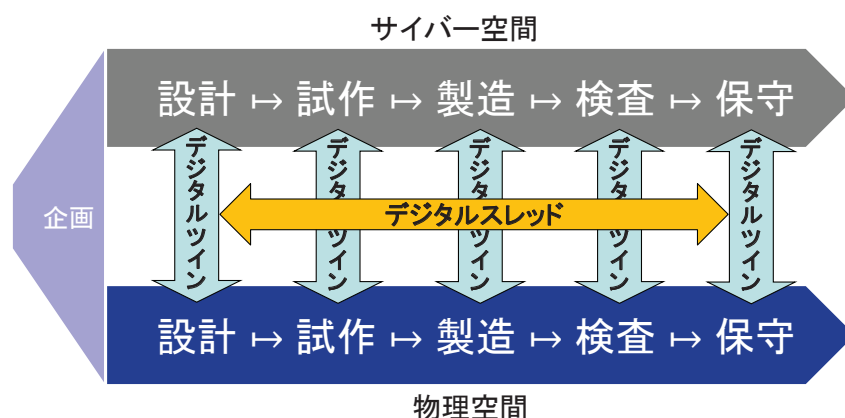 サイバー空間
設計 ↦ 試作 ↦ 製造 ↦ 検査 ↦ 保守
企画
デジタルツイン
デジタルツイン
デジタルツイン
デジタルツイン
デジタルツイン
デジタルスレッド
設計 ↦ 試作 ↦ 製造 ↦ 検査 ↦ 保守
物理空間